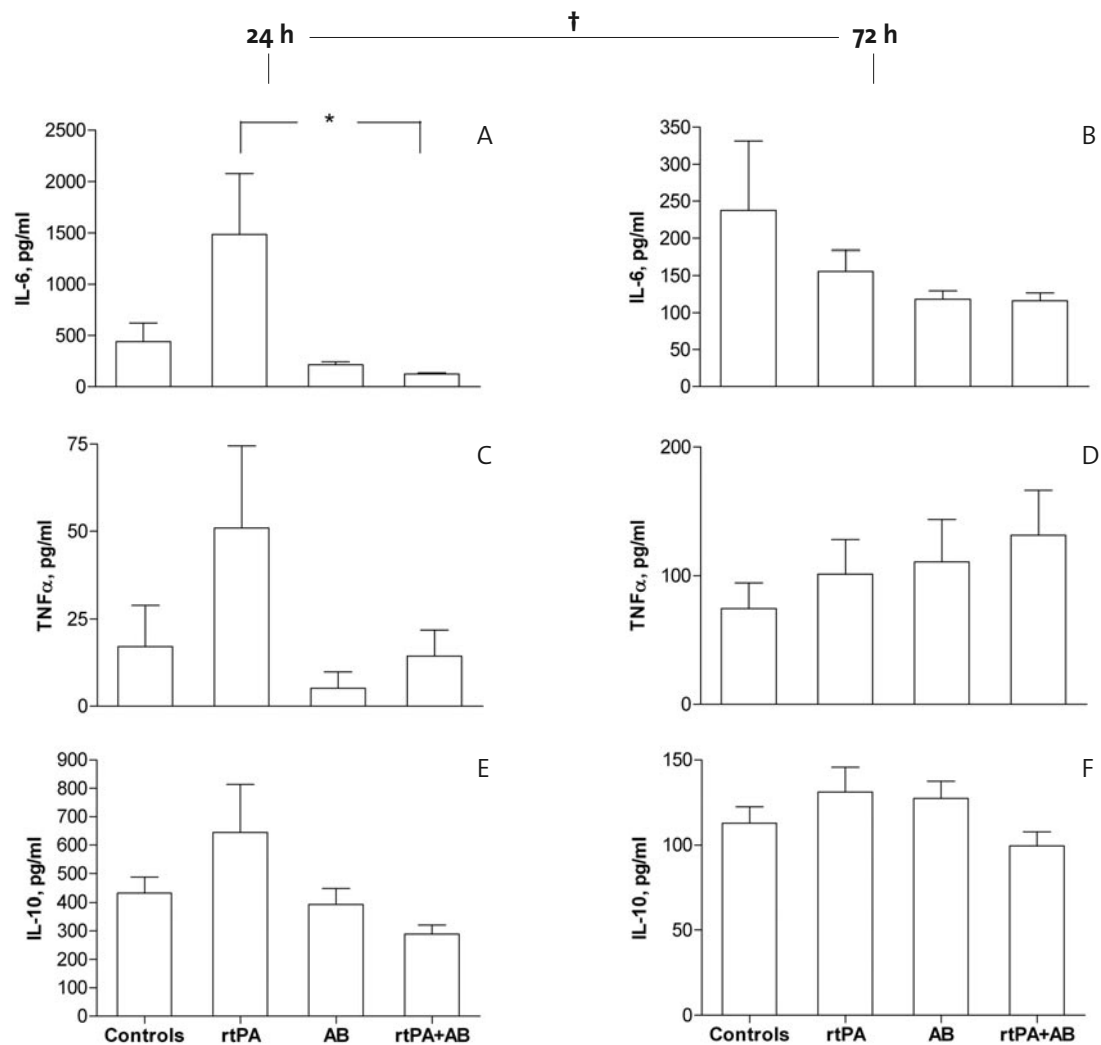 24 h † 72 h
*
A
2500
2000
1500
1000
500
0
IL-6, pg/ml
B
350
300
250
200
150
100
50
0
IL-6, pg/ml
C
75
50
25
0
TNFα, pg/ml
D
200
100
0
TNFα, pg/ml
E
900
800
700
600
500
400
300
200
100
0
IL-10, pg/ml
Controls rtPA AB rtPA+AB
F
150
100
50
0
IL-10, pg/ml
Controls rtPA AB rtPA+AB